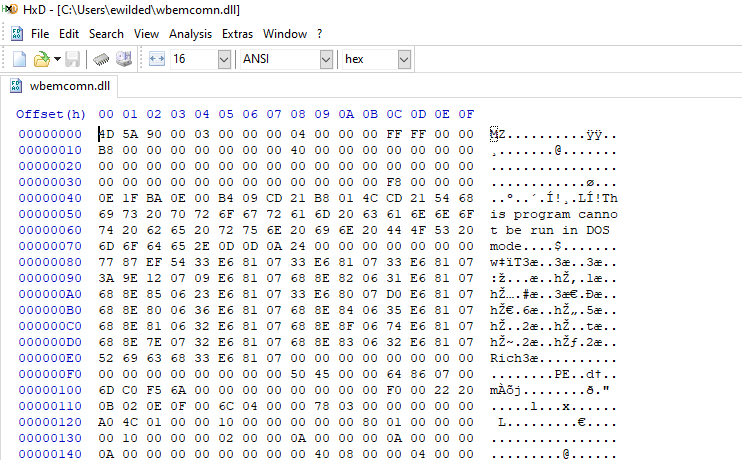 HxD - [C:\Users\ewilded\wbemcomn.dll]
File Edit Search View Analysis Extras Window ?
16 ANSI hex
wbemcomn.dll
Offset(h) 00 01 02 03 04 05 06 07 08 09 0A 0B 0C 0D 0E 0F
00000000 4D 5A 90 00 03 00 00 00 04 00 00 00 FF FF 00 00 MZ..........ÿÿ..
00000010 B8 00 00 00 00 00 00 00 40 00 00 00 00 00 00 00 ¸.......@.......
00000020 00 00 00 00 00 00 00 00 00 00 00 00 00 00 00 00 ................
00000030 00 00 00 00 00 00 00 00 00 00 00 00 F8 00 00 00 ............ø...
00000040 0E 1F BA 0E 00 B4 09 CD 21 B8 01 4C CD 21 54 68 ..º..´.Í!¸.LÍ!Th
00000050 69 73 20 70 72 6F 67 72 61 6D 20 63 61 6E 6E 6F is program canno
00000060 74 20 62 65 20 72 75 6E 20 69 6E 20 44 4F 53 20 t be run in DOS
00000070 6D 6F 64 65 2E 0D 0D 0A 24 00 00 00 00 00 00 00 mode....$.......
00000080 77 87 EF 54 33 E6 81 07 33 E6 81 07 33 E6 81 07 w‡ïT3æ..3æ..3æ..
00000090 3A 9E 12 07 09 E6 81 07 68 8E 82 06 31 E6 81 07 :ž...æ..hŽ‚.1æ..
000000A0 68 8E 85 06 23 E6 81 07 33 E6 80 07 D0 E6 81 07 hŽ….#æ..3æ€.Ðæ..
000000B0 68 8E 80 06 36 E6 81 07 68 8E 84 06 35 E6 81 07 hŽ€.6æ..hŽ„.5æ..
000000C0 68 8E 81 06 32 E6 81 07 68 8E 8F 06 74 E6 81 07 hŽ..2æ..hŽ..tæ..
000000D0 68 8E 7E 07 32 E6 81 07 68 8E 83 06 32 E6 81 07 hŽ~.2æ..hŽƒ.2æ..
000000E0 52 69 63 68 33 E6 81 07 00 00 00 00 00 00 00 00 Rich3æ..........
000000F0 00 00 00 00 00 00 00 00 50 45 00 00 64 86 07 00 ........PE..d†..
00000100 6D C0 F5 6A 00 00 00 00 00 00 00 00 F0 00 22 20 mÀõj........ð."
00000110 0B 02 0E 0F 00 6C 04 00 00 78 03 00 00 00 00 00 .....l...x......
00000120 A0 4C 01 00 00 10 00 00 00 00 00 80 01 00 00 00 L.........€....
00000130 00 10 00 00 00 02 00 00 0A 00 00 00 0A 00 00 00 ................
00000140 0A 00 00 00 00 00 00 00 00 40 08 00 00 04 00 00 .........@......